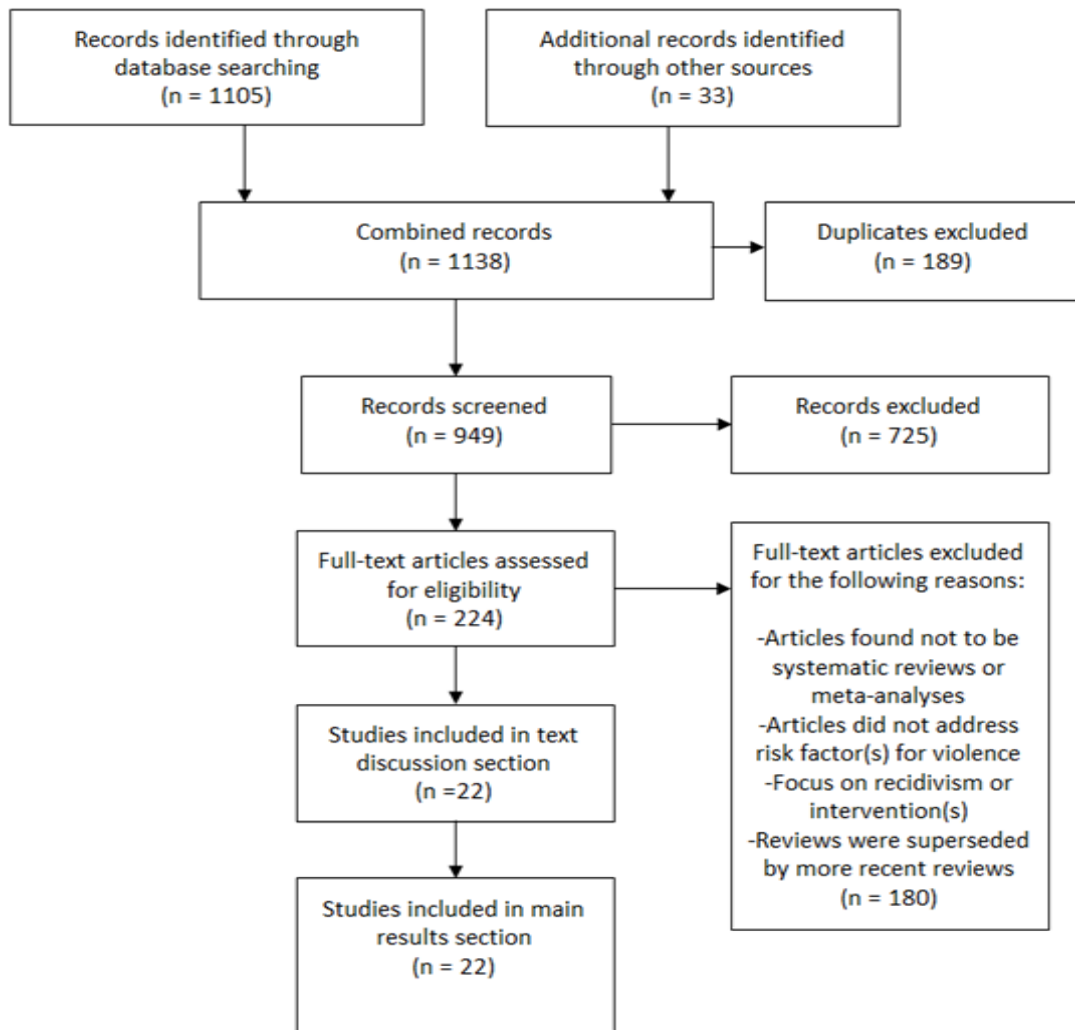 Records identified through
database searching
(n = 1105)
Additional records identified
through other sources
(n = 33)
Combined records
(n = 1138)
Duplicates excluded
(n = 189)
Records screened
(n = 949)
Records excluded
(n = 725)
Full-text articles assessed
for eligibility
(n = 224)
Full-text articles excluded
for the following reasons:
-Articles found not to be
systematic reviews or
meta-analyses
-Articles did not address
risk factor(s) for violence
-Focus on recidivism or
intervention(s)
-Reviews were superseded
by more recent reviews
(n = 180)
Studies included in text
discussion section
(n =22)
Studies included in main
results section
(n = 22)